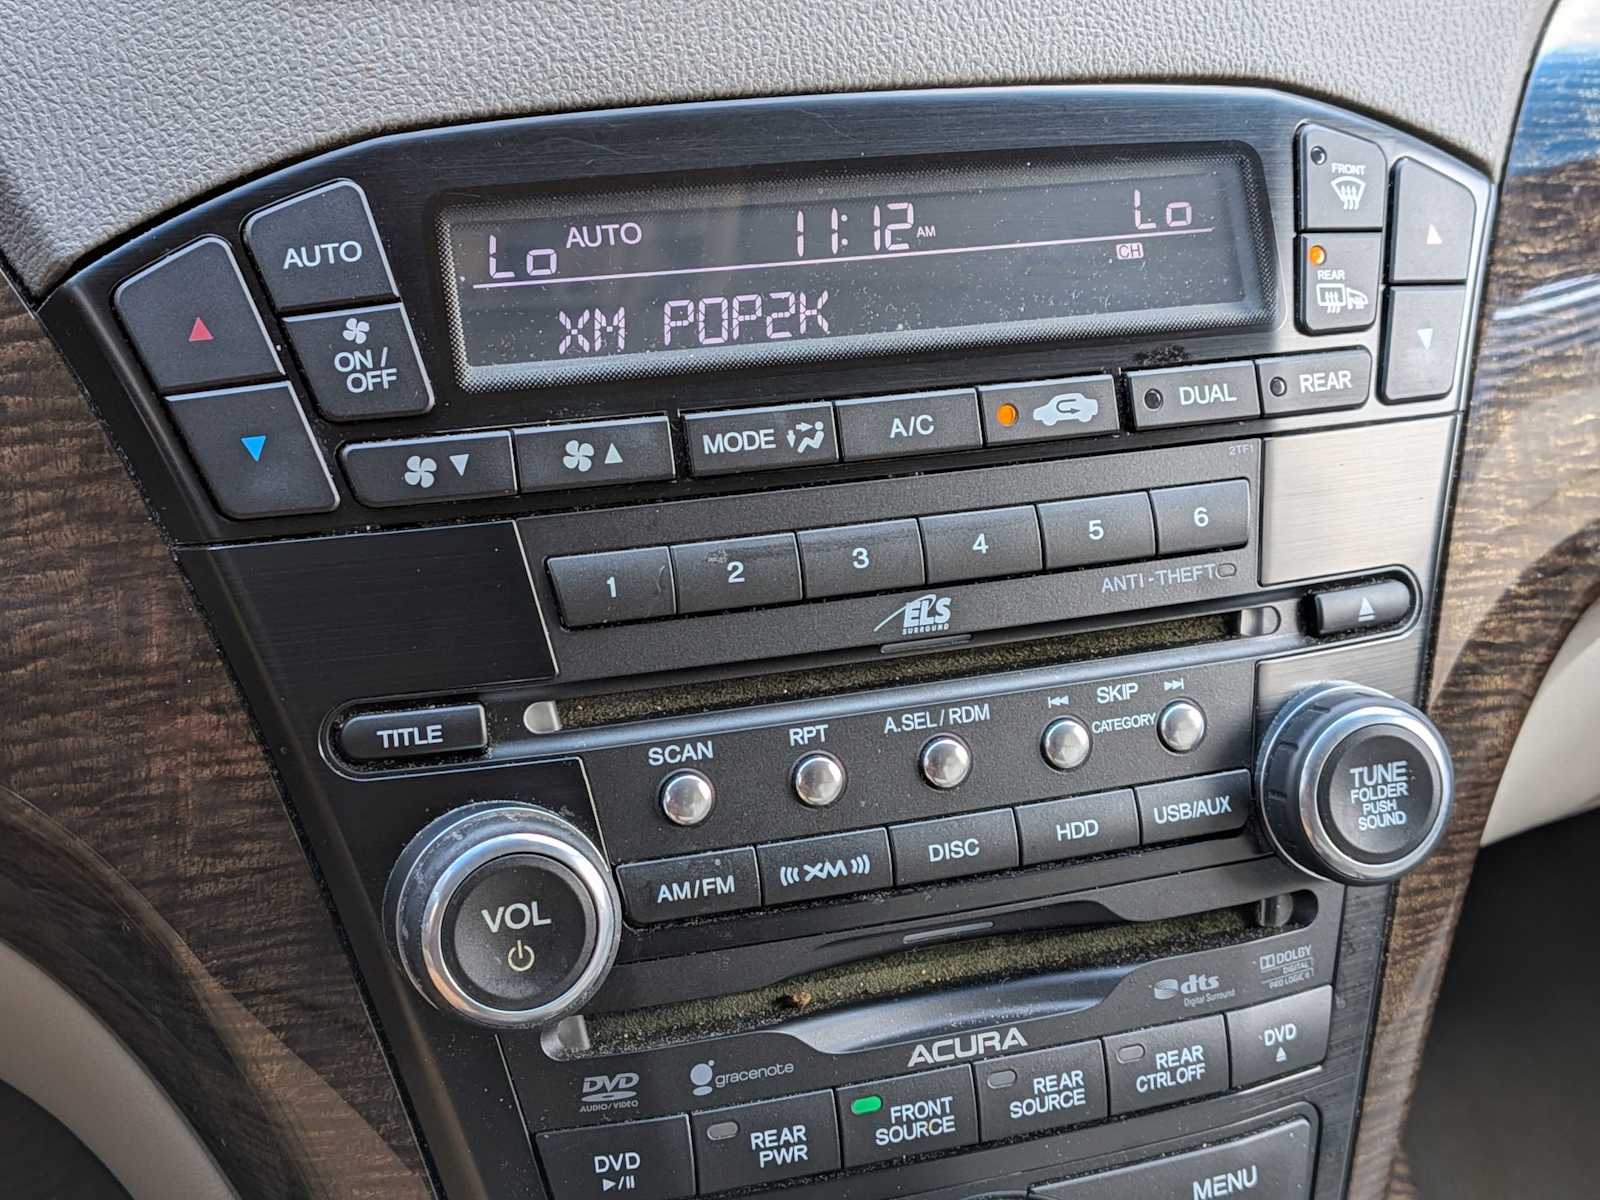 Lo AUTO 11:12 AM Lo
CH
XM POP2K
FRONT
REAR
AUTO
ON /
OFF
MODE
A/C
DUAL
REAR
2TF1
1 2 3 4 5 6
ANTI-THEFT
ELS
SURROUND
TITLE
SCAN
RPT
A.SEL / RDM
SKIP
CATEGORY
AM/FM
XM
DISC
HDD
USB/AUX
VOL
TUNE
FOLDER
PUSH
SOUND
dts
Digital Surround
DOLBY
DIGITAL
PRO LOGIC II
ACURA
DVD
AUDIO/VIDEO
gracenote
DVD
REAR
PWR
FRONT
SOURCE
REAR
SOURCE
REAR
CTRL OFF
DVD
MENU